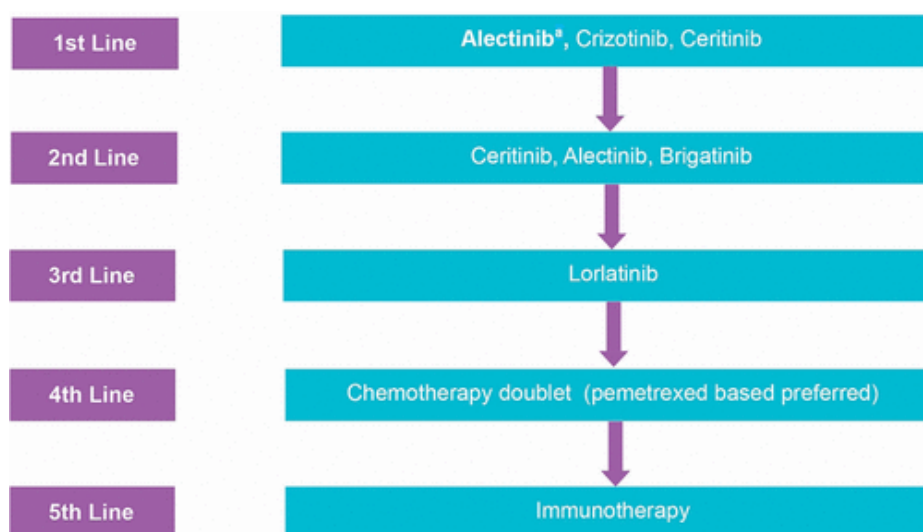 1st Line
Alectinibª, Crizotinib, Ceritinib
2nd Line
Ceritinib, Alectinib, Brigatinib
3rd Line
Lorlatinib
4th Line
Chemotherapy doublet (pemetrexed based preferred)
5th Line
Immunotherapy